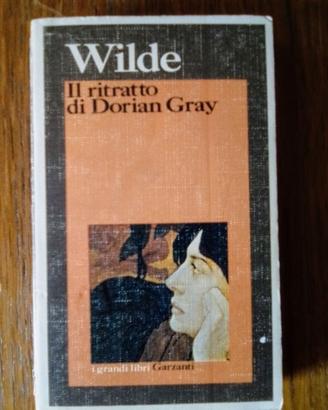 Wilde
Il ritratto
di Dorian Gray
i grandi libri Garzanti